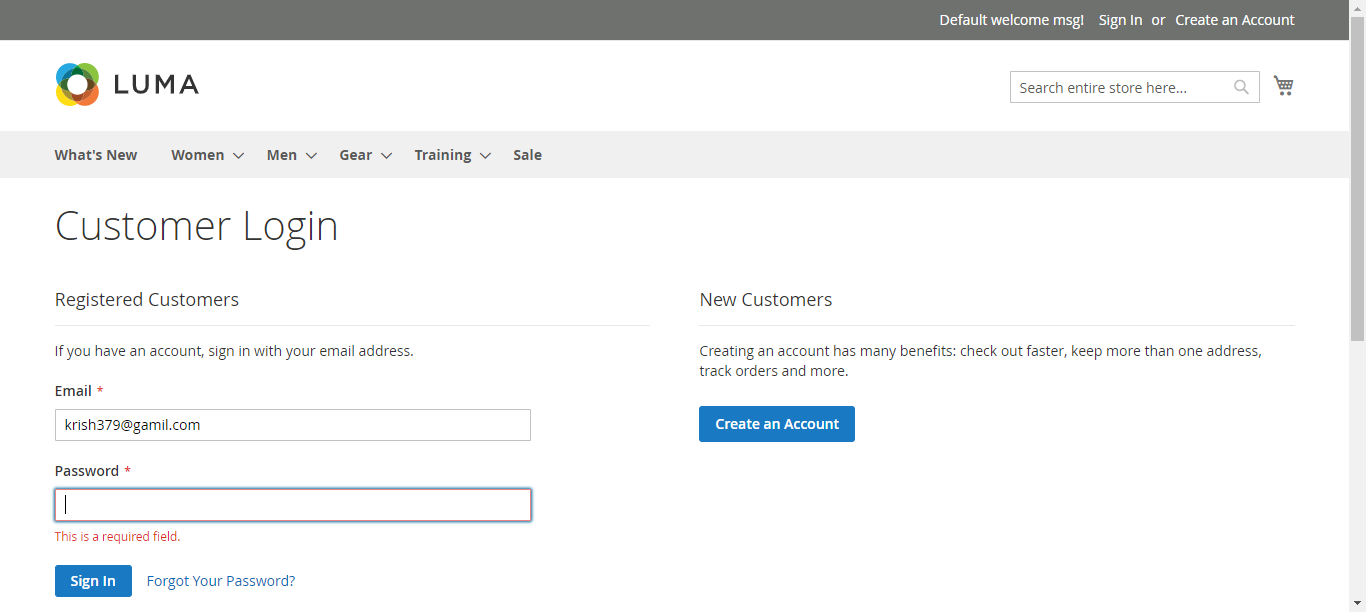 Default welcome msg! Sign In or Create an Account
LUMA
Search entire store here...
What's New Women Men Gear Training Sale
Customer Login
Registered Customers
If you have an account, sign in with your email address.
Email *
krish379@gamil.com
Password *
This is a required field.
Sign In Forgot Your Password?
New Customers
Creating an account has many benefits: check out faster, keep more than one address,
track orders and more.
Create an Account